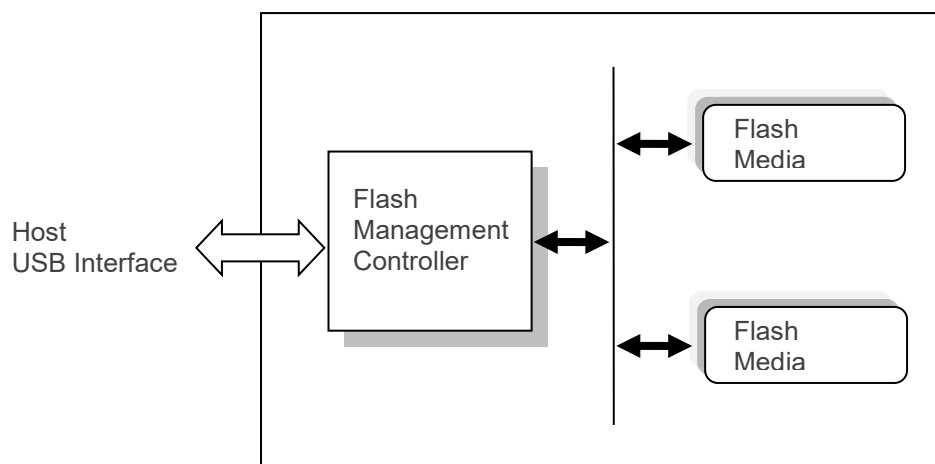 Host
USB Interface
Flash
Management
Controller
Flash
Media
Flash
Media